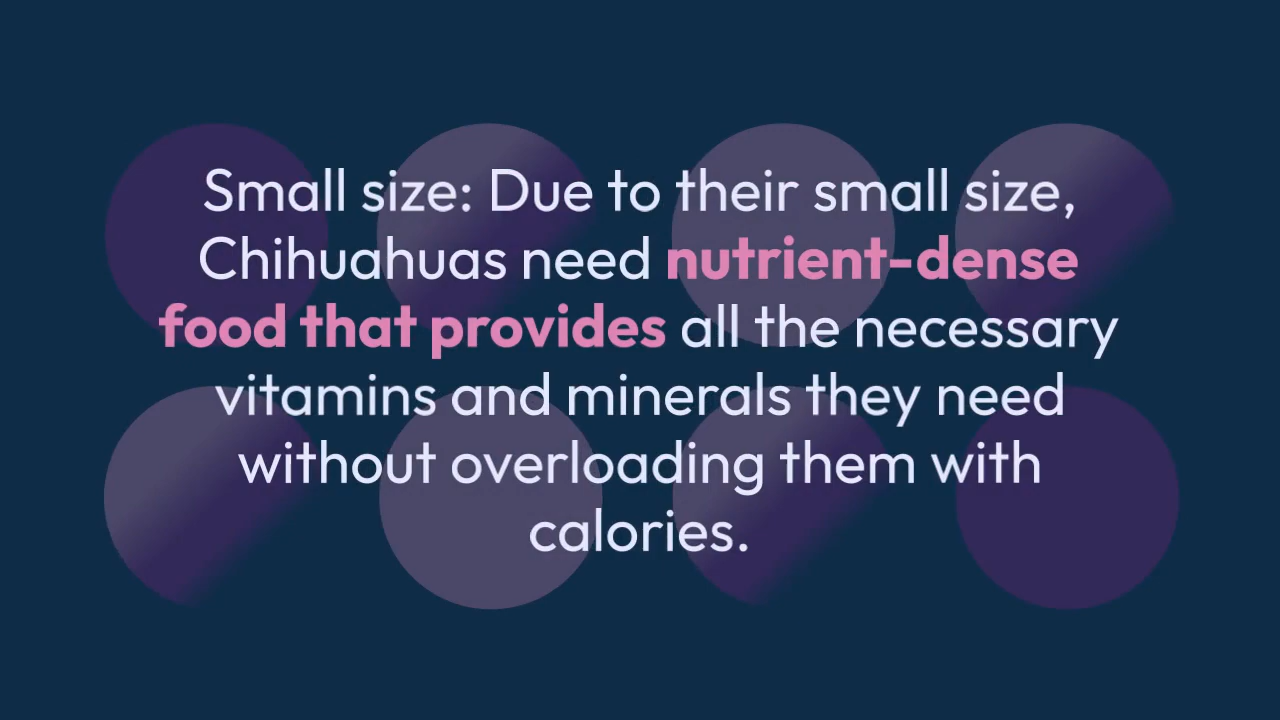 Small size: Due to their small size,
Chihuahuas need nutrient-dense
food that provides all the necessary
vitamins and minerals they need
without overloading them with
calories.